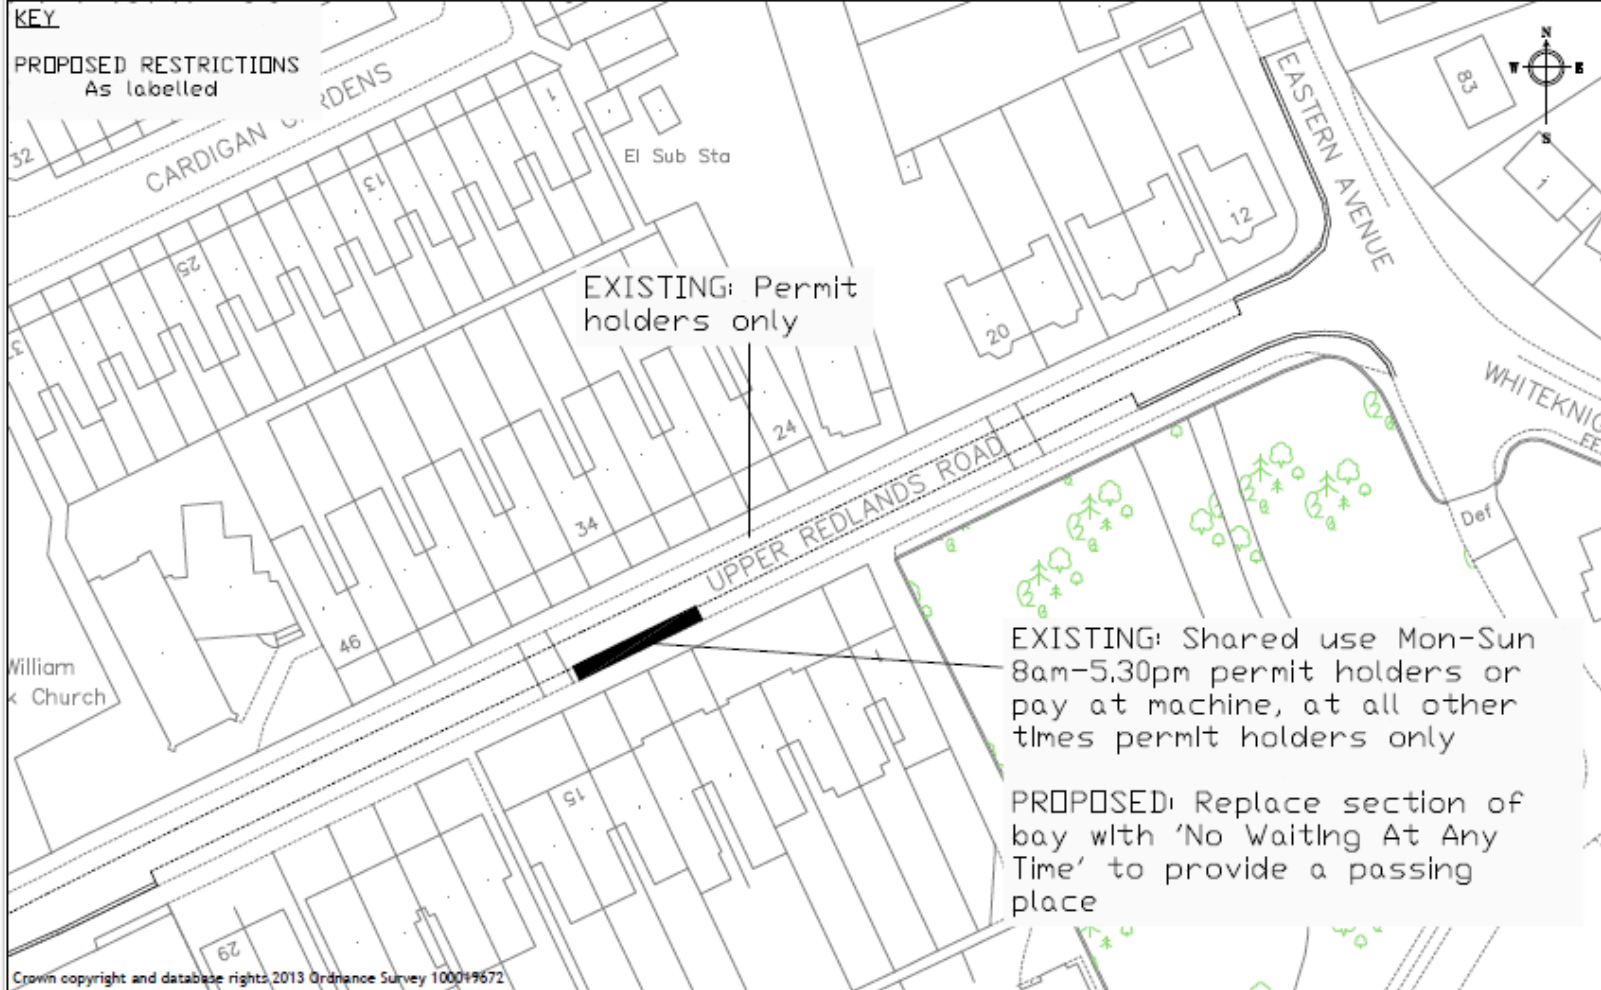 KEY
PROPOSED RESTRICTIONS
As labelled
CARDIGAN
32
1
13
25
El Sub Sta
EASTERN AVENUE
83
1
N
W E
S
12
20
EXISTING: Permit
holders only
24
34
46
UPPER REDLANDS ROAD
Def
William
Church
15
1
29
EXISTING: Shared use Mon-Sun
8am-5.30pm permit holders or
pay at machine, at all other
times permit holders only
PROPOSED: Replace section of
bay with 'No Waiting At Any
Time' to provide a passing
place
Crown copyright and database rights 2013 Ordnance Survey 100019672